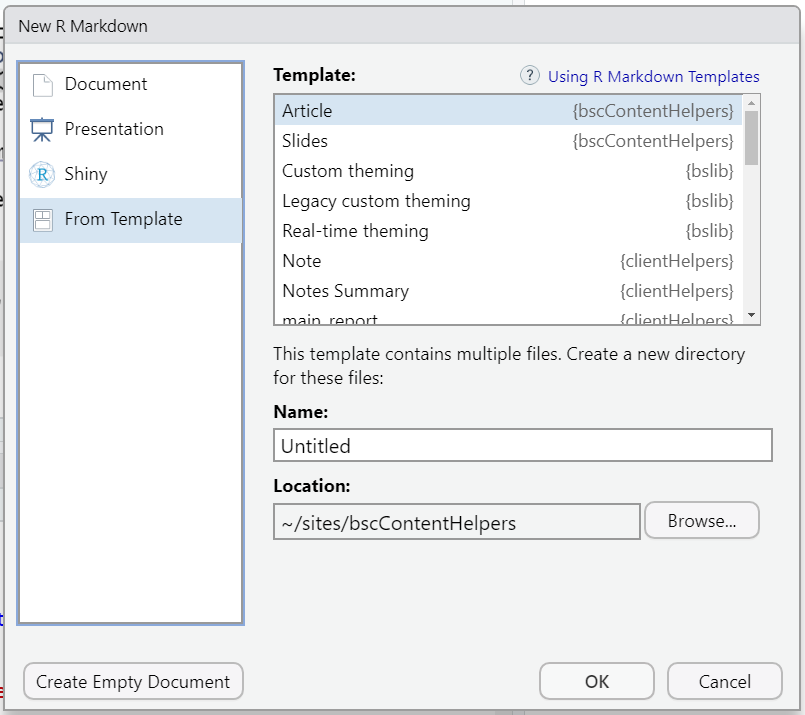 New R Markdown
Document
Presentation
Shiny
From Template
Template:
? Using R Markdown Templates
Article {bscContentHelpers}
Slides {bscContentHelpers}
Custom theming {bslib}
Legacy custom theming {bslib}
Real-time theming {bslib}
Note {clientHelpers}
Notes Summary {clientHelpers}
main_report {clientHelpers}
This template contains multiple files. Create a new directory
for these files:
Name:
Untitled
Location:
~/sites/bscContentHelpers
Browse...
Create Empty Document
OK
Cancel